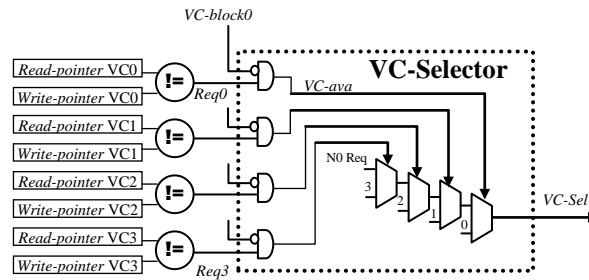 VC-block0
Read-pointer VC0
!=
Write-pointer VC0
Req0
VC-Selector
VC-ava
Read-pointer VC1
!=
Write-pointer VC1
Read-pointer VC2
!=
Write-pointer VC2
N0 Req
3
2
1
0
VC-Sel
Read-pointer VC3
!=
Write-pointer VC3
Req3